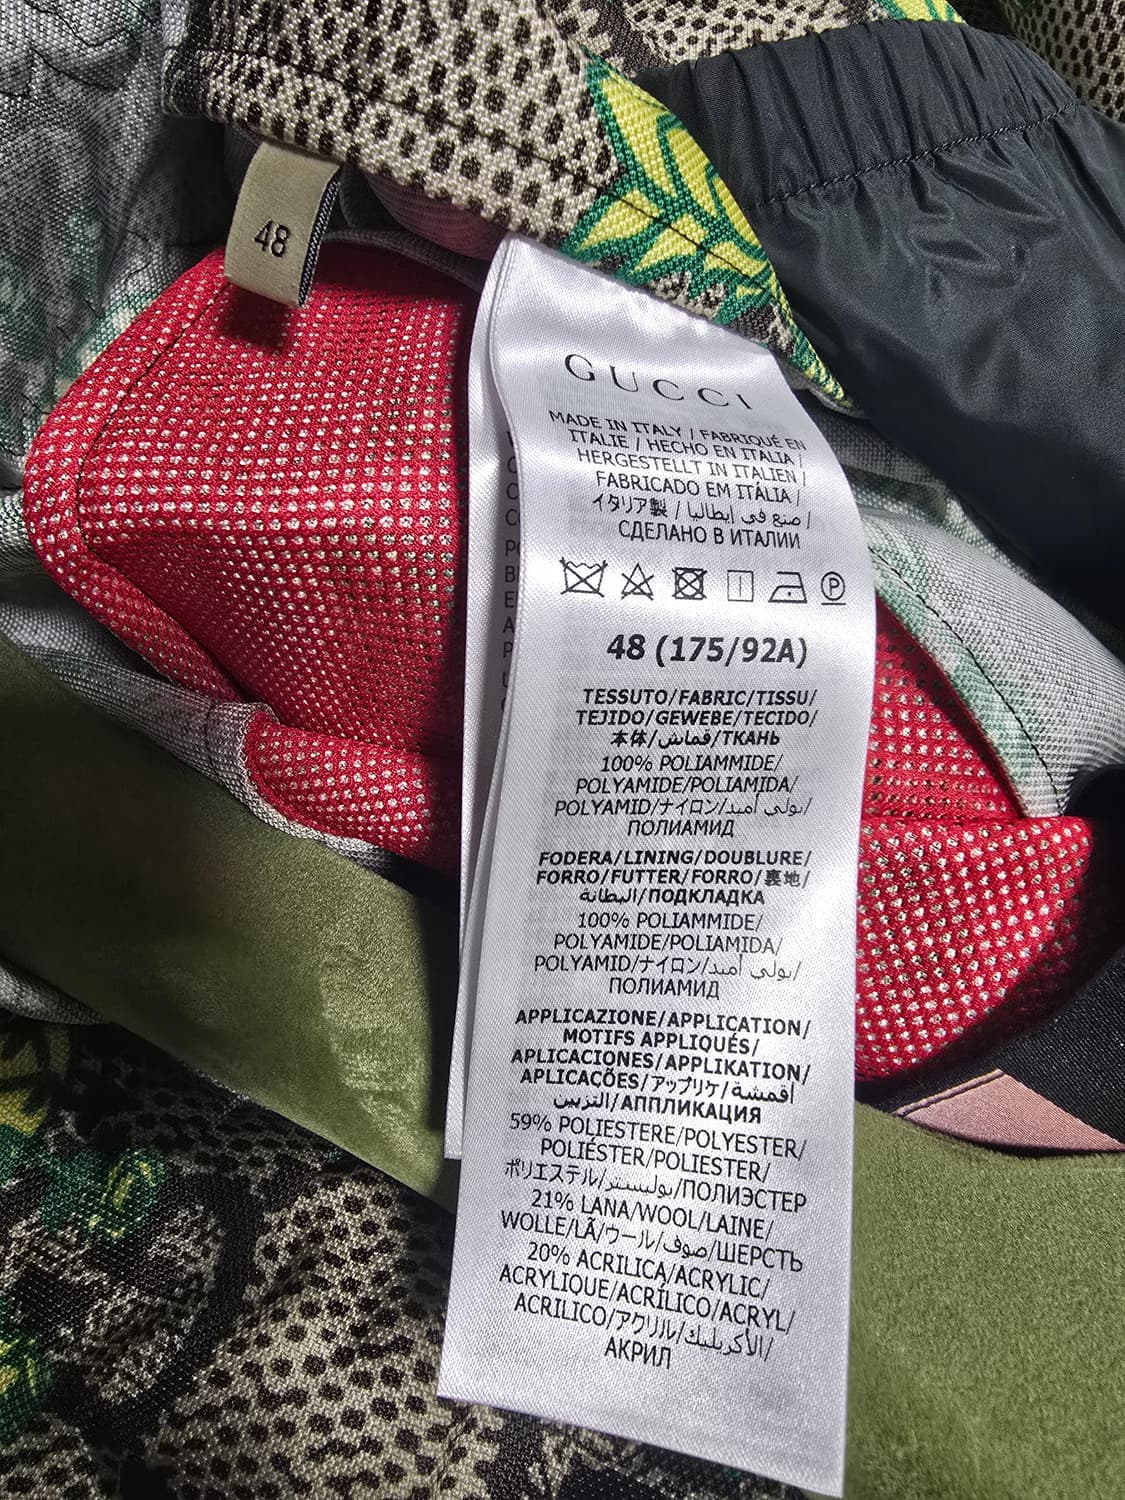 48
GUCCI
MADE IN ITALY / FABRIQUÉ EN
ITALIE / HECHO EN ITALIA /
HERGESTELLT IN ITALIEN /
FABRICADO EM ITÁLIA /
イタリア製 / صنع في إيطاليا /
СДЕЛАНО В ИТАЛИИ
P
48 (175/92A)
TESSUTO/FABRIC/TISSU/
TEJIDO/GEWEBE/TECIDO/
本体/قماش/ТКАНЬ
100% POLIAMMIDE/
POLYAMIDE/POLIAMIDA/
POLYAMID/ナイロン/بولي أميد/
ПОЛИАМИД
FODERA/LINING/DOUBLURE/
FORRO/FUTTER/FORRO/裏地/
البطانة/ПОДКЛАДКА
100% POLIAMMIDE/
POLYAMIDE/POLIAMIDA/
POLYAMID/ナイロン/بولي أميد/
ПОЛИАМИД
APPLICAZIONE/APPLICATION/
MOTIFS APPLIQUÉS/
APLICACIONES/APPLIKATION/
APLICAÇÕES/アップリケ/أقمشة
التزيين/АППЛИКАЦИЯ
59% POLIESTERE/POLYESTER/
POLIÉSTER/POLIESTER/
ポリエステル/بوليستر/ПОЛИЭСТЕР
21% LANA/WOOL/LAINE/
WOLLE/LÃ/ウール/صوف/ШЕРСТЬ
20% ACRILICA/ACRYLIC/
ACRYLIQUE/ACRÍLICO/ACRYL/
ACRILICO/アクリル/الأكريليك/
АКРИЛ